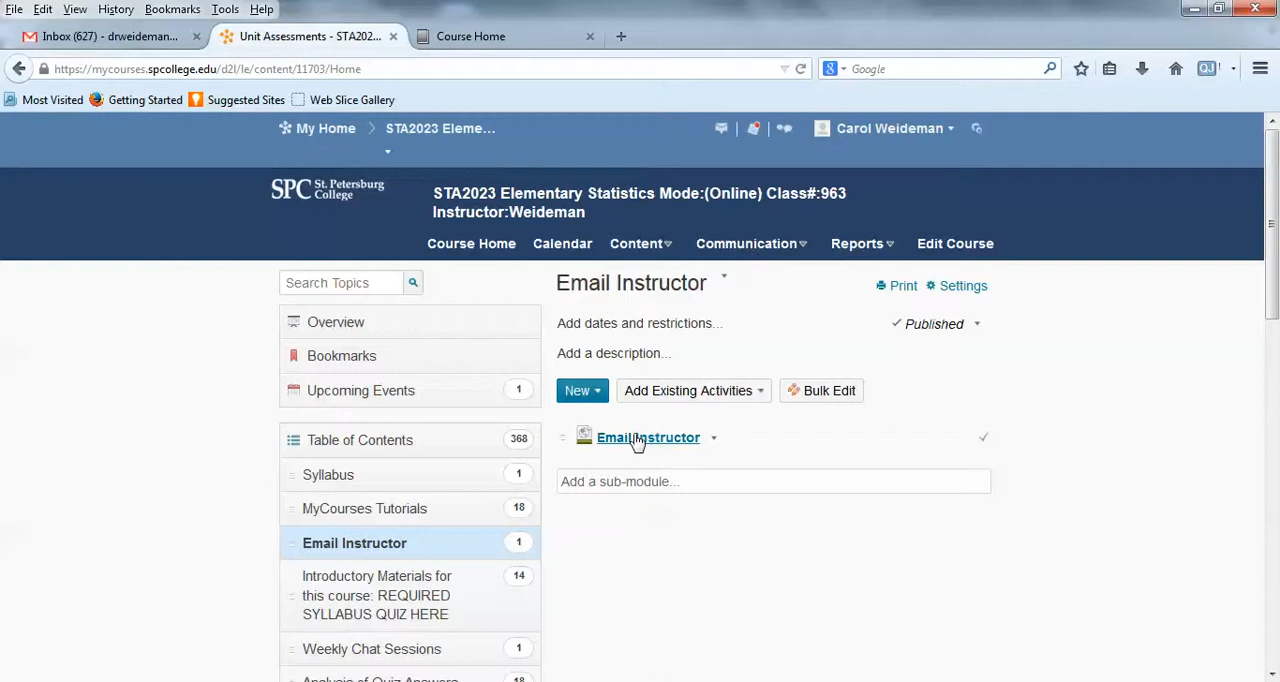 File Edit View History Bookmarks Tools Help
Inbox (627) - drweideman... Unit Assessments - STA202... Course Home
https://mycourses.spcollege.edu/d2l/le/content/11703/Home Google
Most Visited Getting Started Suggested Sites Web Slice Gallery
My Home STA2023 Eleme... Carol Weideman
SPC St. Petersburg College
STA2023 Elementary Statistics Mode:(Online) Class#:963
Instructor:Weideman
Course Home Calendar Content Communication Reports Edit Course
Search Topics
Overview
Bookmarks
Upcoming Events 1
Table of Contents 368
Syllabus 1
MyCourses Tutorials 18
Email Instructor 1
Introductory Materials for 14
this course: REQUIRED
SYLLABUS QUIZ HERE
Weekly Chat Sessions 1
Analysis of Quiz Answers 18
Email Instructor
Print Settings
Add dates and restrictions... Published
Add a description...
New Add Existing Activities Bulk Edit
Email Instructor
Add a sub-module...